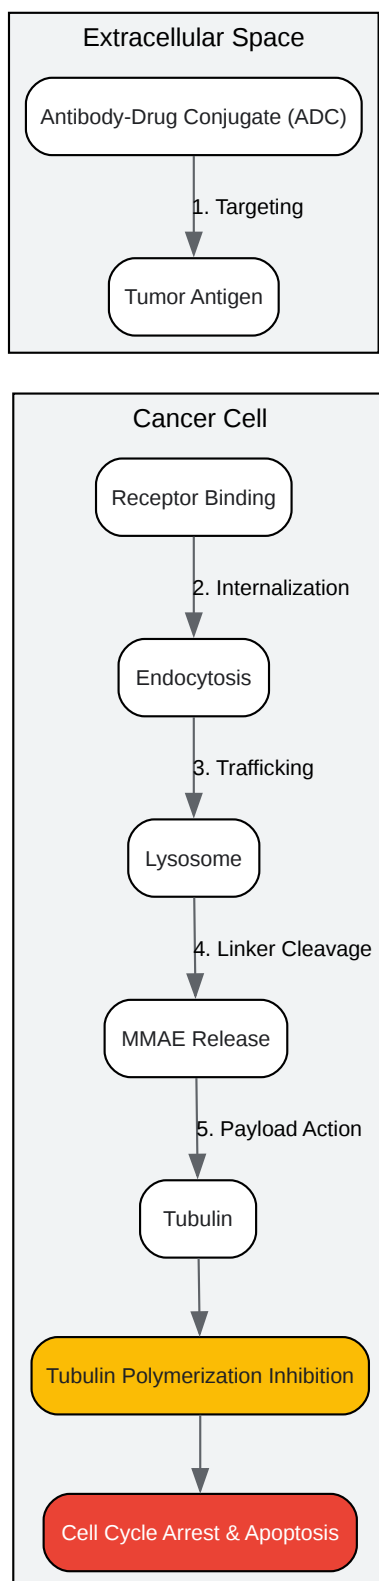 Extracellular Space
Antibody-Drug Conjugate (ADC)
1. Targeting
Tumor Antigen
Cancer Cell
Receptor Binding
2. Internalization
Endocytosis
3. Trafficking
Lysosome
4. Linker Cleavage
MMAE Release
5. Payload Action
Tubulin
Tubulin Polymerization Inhibition
Cell Cycle Arrest & Apoptosis